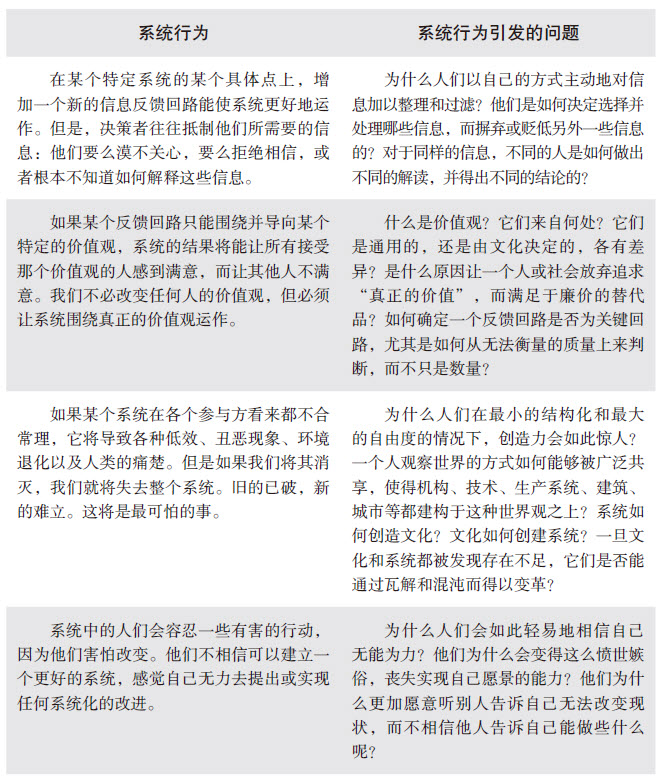 系统行为
系统行为引发的问题
在某个特定系统的某个具体点上，增
加一个新的信息反馈回路能使系统更好地运
作。但是，决策者往往抵制他们所需要的信
息：他们要么漠不关心，要么拒绝相信，或
者根本不知道如何解释这些信息。
为什么人们以自己的方式主动地对信
息加以整理和过滤？他们是如何决定选择并
处理哪些信息，而摒弃或贬低另外一些信息
的？对于同样的信息，不同的人是如何做出
不同的解读，并得出不同的结论的？
如果某个反馈回路只能围绕并导向某个
特定的价值观，系统的结果将能让所有接受
那个价值观的人感到满意，而让其他人不满
意。我们不必改变任何人的价值观，但必须
让系统围绕真正的价值观运作。
什么是价值观？它们来自何处？它们
是通用的，还是由文化决定的，各有差
异？是什么原因让一个人或社会放弃追求
“真正的价值”，而满足于廉价的替代
品？如何确定一个反馈回路是否为关键回
路，尤其是如何从无法衡量的质量上来判
断，而不只是数量？
如果某个系统在各个参与方看来都不合
常理，它将导致各种低效、丑恶现象、环境
退化以及人类的痛楚。但是如果我们将其消
灭，我们就将失去整个系统。旧的已破，新
的难立。这将是最可怕的事。
为什么人们在最小的结构化和最大
的自由度的情况下，创造力会如此惊人？
一个人观察世界的方式如何能够被广泛共
享，使得机构、技术、生产系统、建筑、
城市等都建构于这种世界观之上？系统如
何创造文化？文化如何创建系统？一旦文
化和系统都被发现存在不足，它们是否能
通过瓦解和混沌而得以变革？
系统中的人们会容忍一些有害的行动，
因为他们害怕改变。他们不相信可以建立一
个更好的系统，感觉自己无力去提出或实现
任何系统化的改进。
为什么人们会如此轻易地相信自己
无能为力？他们为什么会变得这么愤世嫉
俗，丧失实现自己愿景的能力？他们为什
么更加愿意听别人告诉自己无法改变现
状，而不相信他人告诉自己能做些什么
呢？